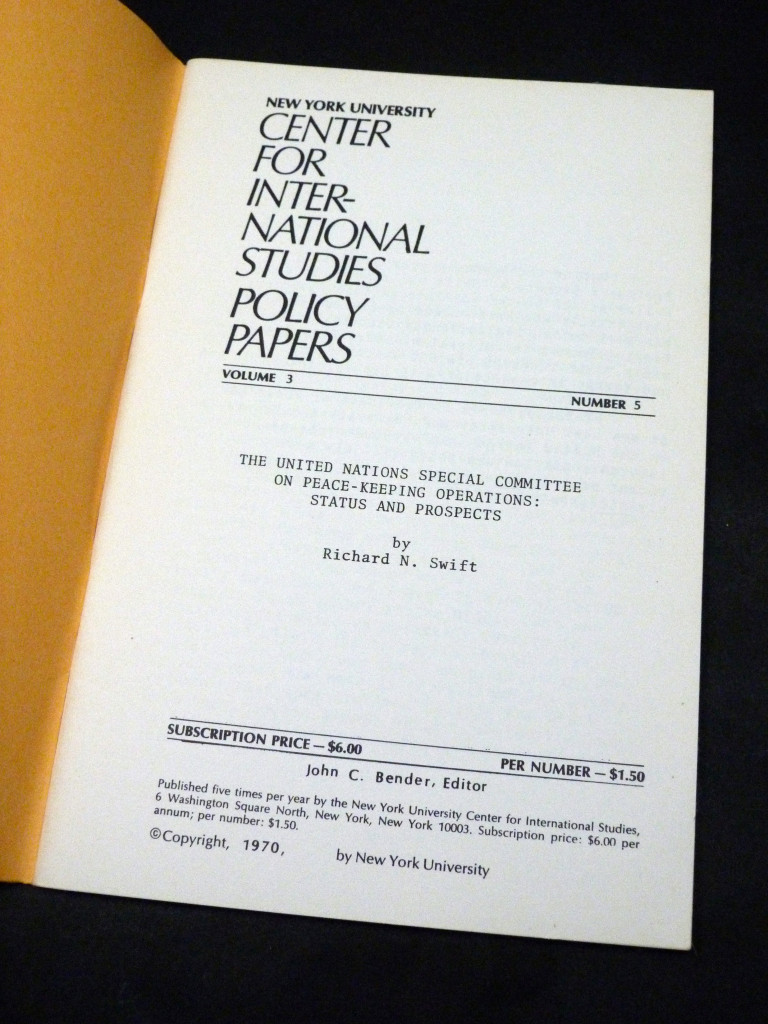 NEW YORK UNIVERSITY
CENTER
FOR
INTER-
NATIONAL
STUDIES
POLICY
PAPERS
VOLUME 3
NUMBER 5
THE UNITED NATIONS SPECIAL COMMITTEE
ON PEACE-KEEPING OPERATIONS:
STATUS AND PROSPECTS
by
Richard N. Swift
SUBSCRIPTION PRICE — $6.00
PER NUMBER — $1.50
John C. Bender, Editor
Published five times per year by the New York University Center for International Studies,
6 Washington Square North, New York, New York 10003. Subscription price: $6.00 per
annum; per number: $1.50.
©Copyright, 1970, by New York University